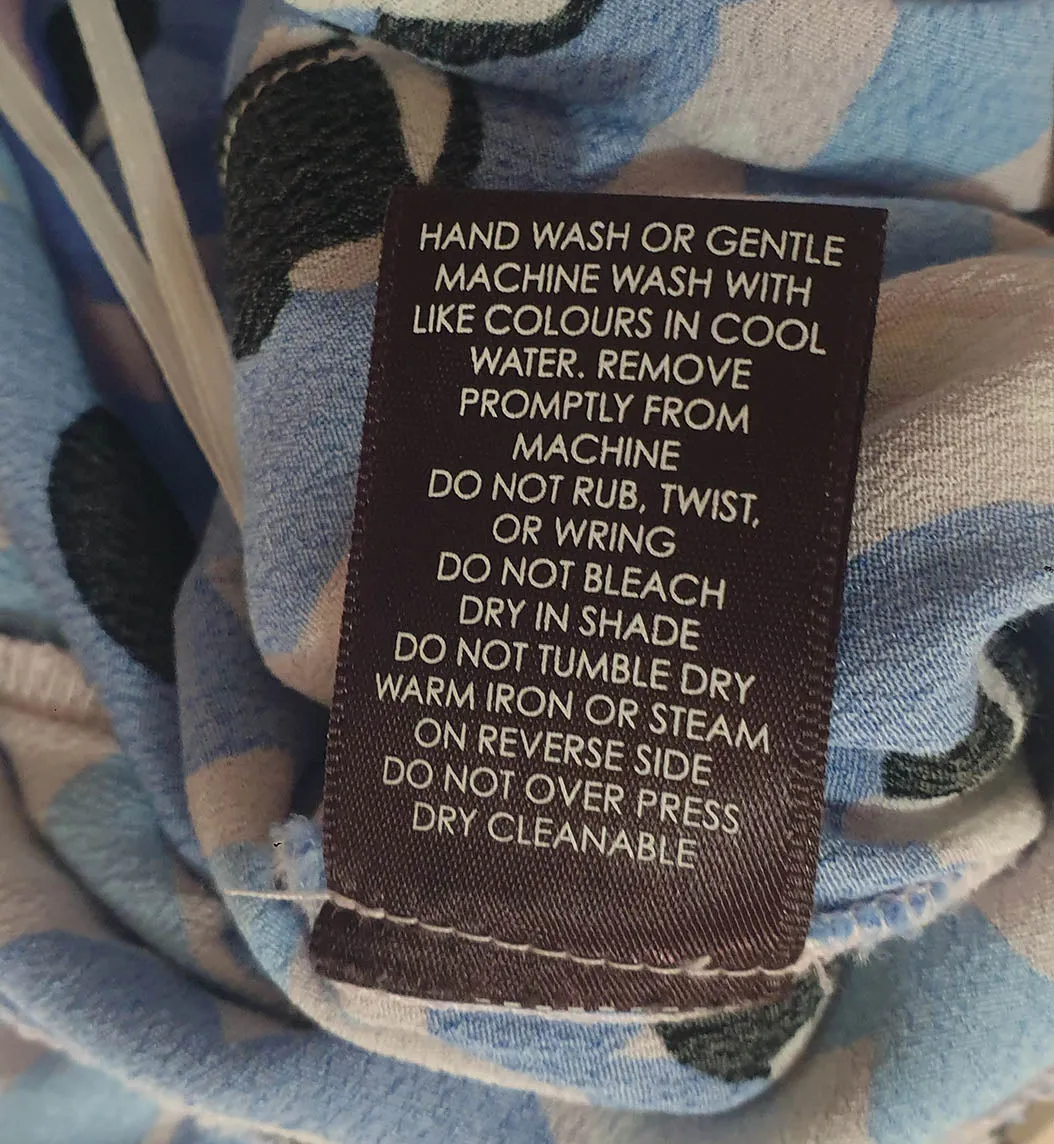 HAND WASH OR GENTLE
MACHINE WASH WITH
LIKE COLOURS IN COOL
WATER. REMOVE
PROMPTLY FROM
MACHINE
DO NOT RUB, TWIST,
OR WRING
DO NOT BLEACH
DRY IN SHADE
DO NOT TUMBLE DRY
WARM IRON OR STEAM
ON REVERSE SIDE
DO NOT OVER PRESS
DRY CLEANABLE